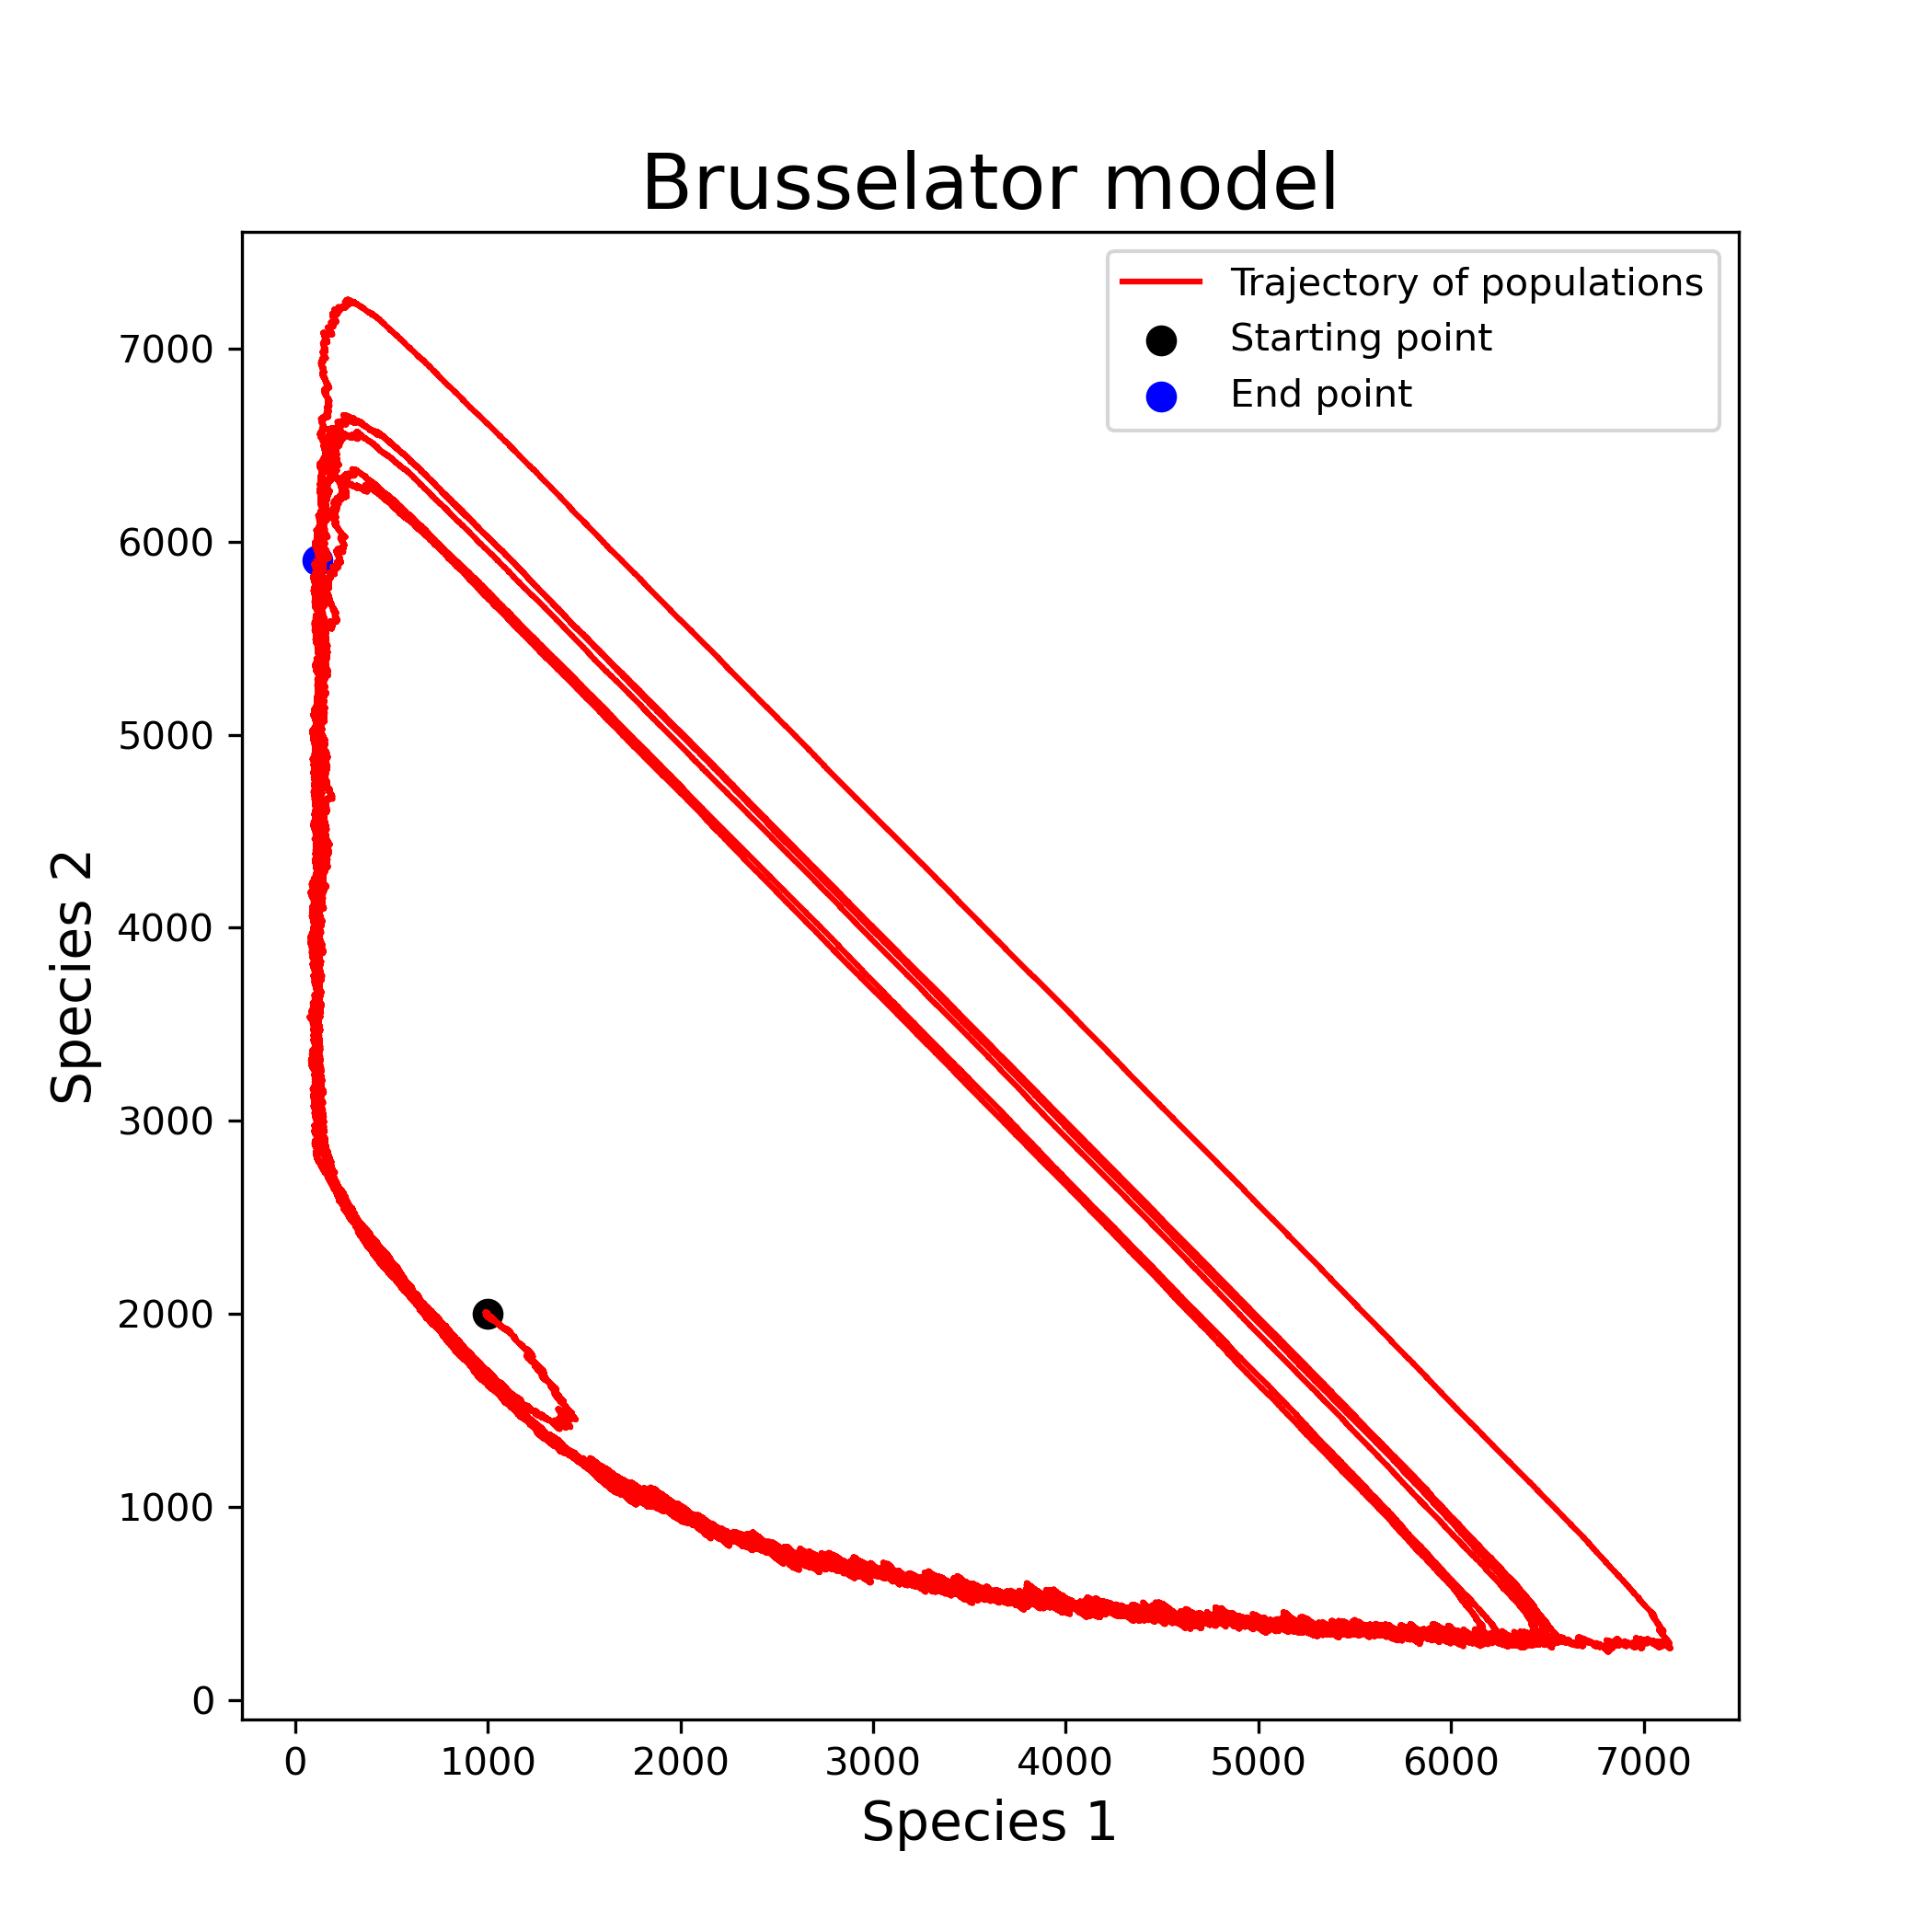 Brusselator model
Trajectory of populations
Starting point
End point
7000
6000
5000
4000
3000
2000
1000
0
Species 2
0 1000 2000 3000 4000 5000 6000 7000
Species 1